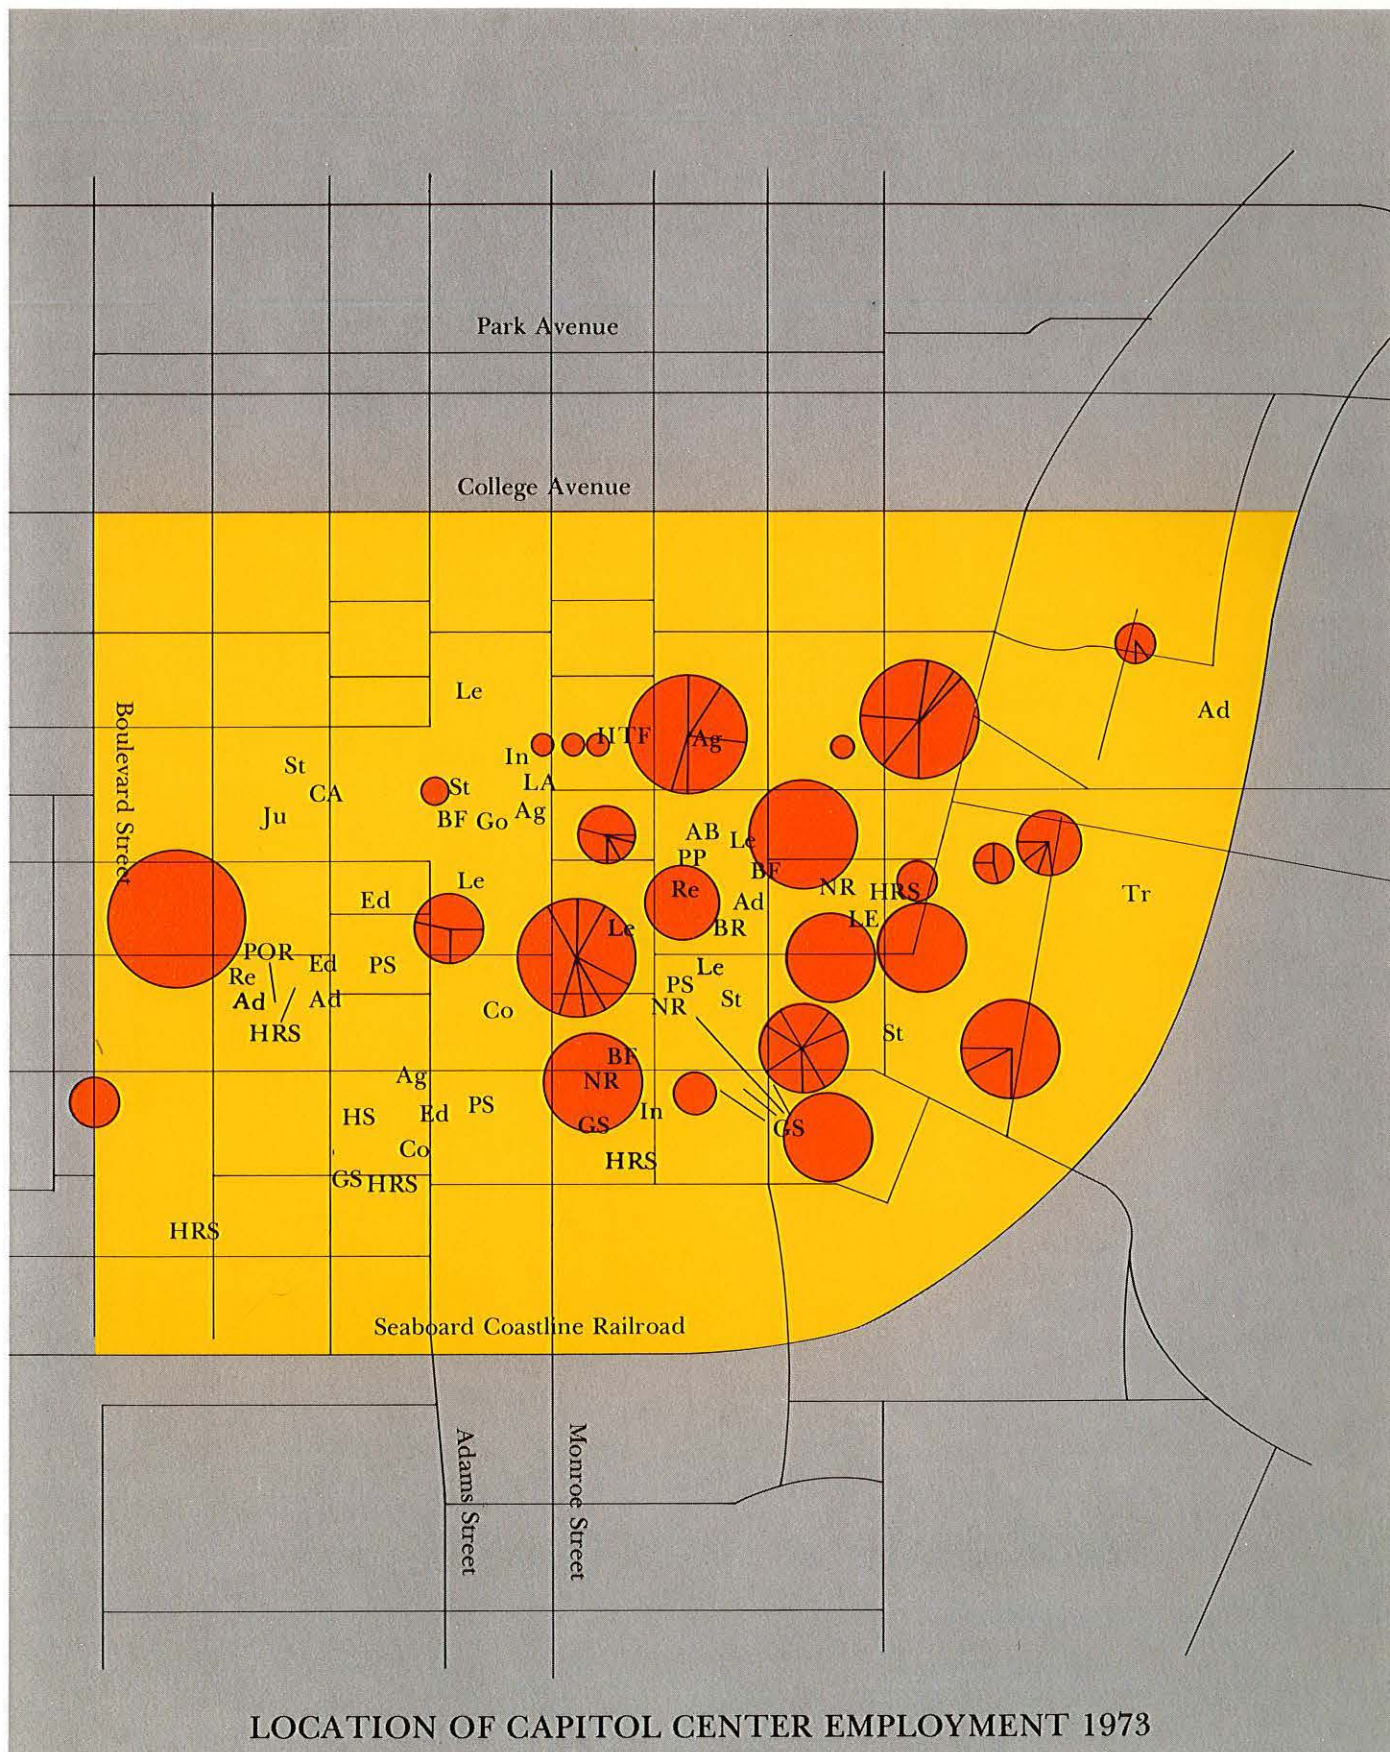 Park Avenue
College Avenue
Boulevard Street
Le
Ad
HTF
Ag
In
St
LA
CA
St
Ag
Ju
BF
Go
AB
Le
PP
BF
Le
Re
NR
HRS
Tr
Ed
Ad
LE
Le
BR
POR
Ed
PS
Le
Re
PS
Ad
Ad
St
NR
Co
HRS
St
BF
Ag
NR
PS
In
HS
Ed
GS
GS
Co
HRS
GS
HRS
HRS
Seaboard Coastline Railroad
Adams Street
Monroe Street
LOCATION OF CAPITOL CENTER EMPLOYMENT 1973